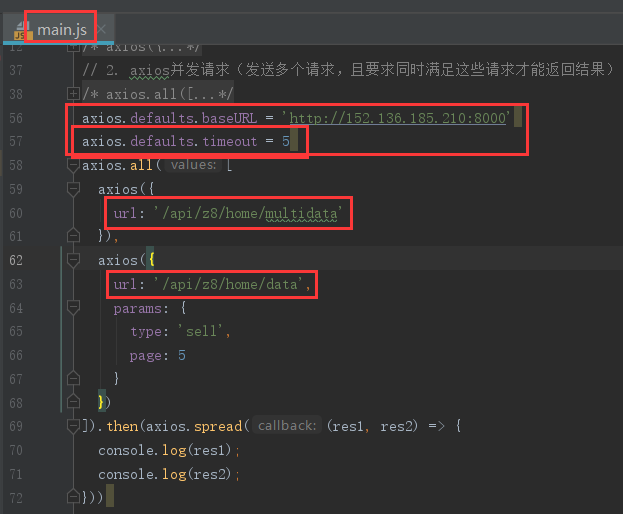 main.js
12 /* axios({...*/
37 // 2. axios并发请求（发送多个请求，且要求同时满足这些请求才能返回结果）
38 /* axios.all([...*/
56 axios.defaults.baseURL = 'http://152.136.185.210:8000'
57 axios.defaults.timeout = 5
58 axios.all( values: [
59 axios({
60 url: '/api/z8/home/multidata'
61 }),
62 axios({
63 url: '/api/z8/home/data',
64 params: {
65 type: 'sell',
66 page: 5
67 }
68 })
69 ]).then(axios.spread( callback: (res1, res2) => {
70 console.log(res1);
71 console.log(res2);
72 }))